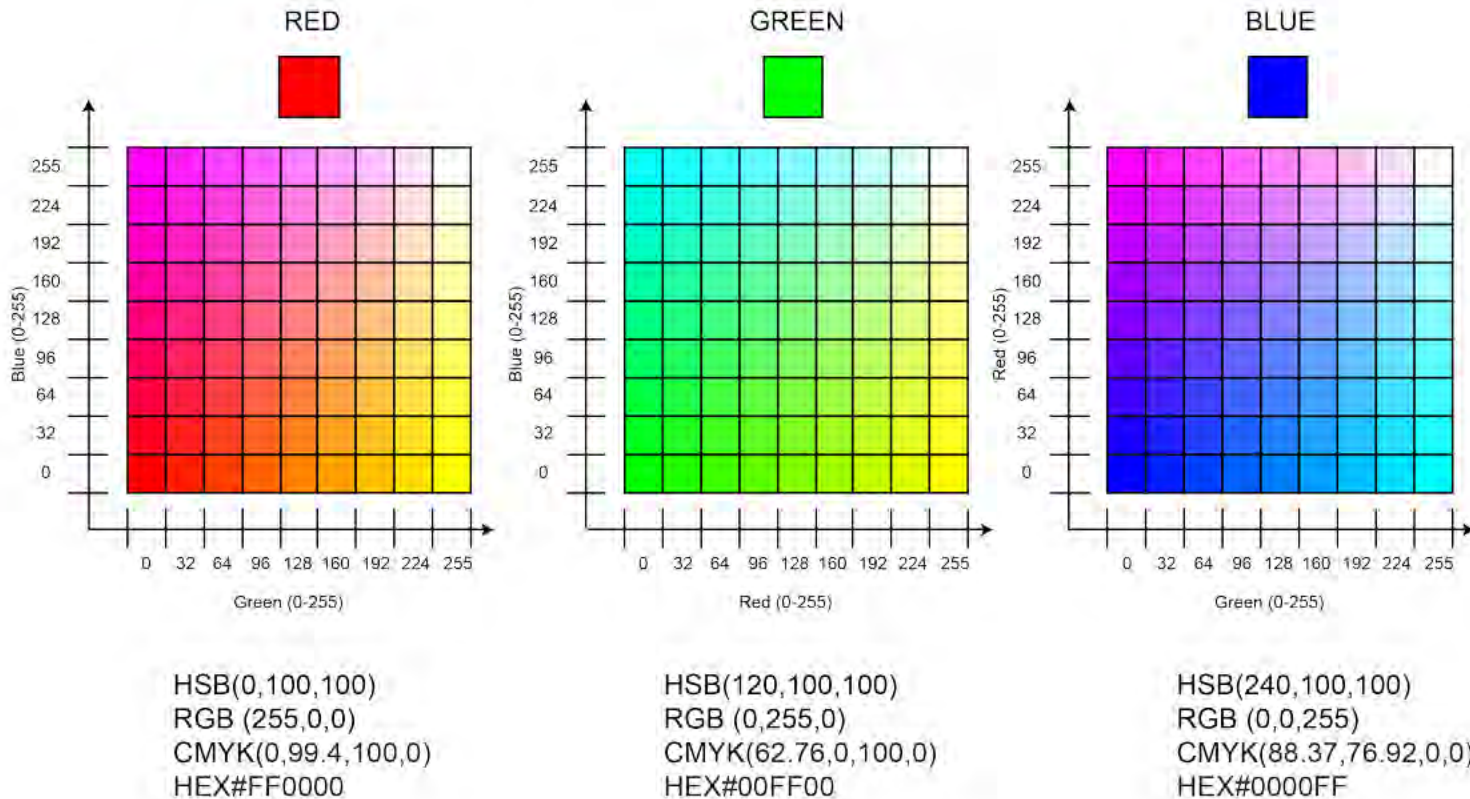 RED
GREEN
BLUE
255
224
192
160
128
96
64
32
0
Blue (0-255)
0 32 64 96 128 160 192 224 255
Green (0-255)
255
224
192
160
128
96
64
32
0
Blue (0-255)
0 32 64 96 128 160 192 224 255
Red (0-255)
255
224
192
160
128
96
64
32
0
Red (0-255)
0 32 64 96 128 160 192 224 255
Green (0-255)
HSB(0,100,100)
RGB (255,0,0)
CMYK(0,99.4,100,0)
HEX#FF0000
HSB(120,100,100)
RGB (0,255,0)
CMYK(62.76,0,100,0)
HEX#00FF00
HSB(240,100,100)
RGB (0,0,255)
CMYK(88.37,76.92,0,0)
HEX#0000FF